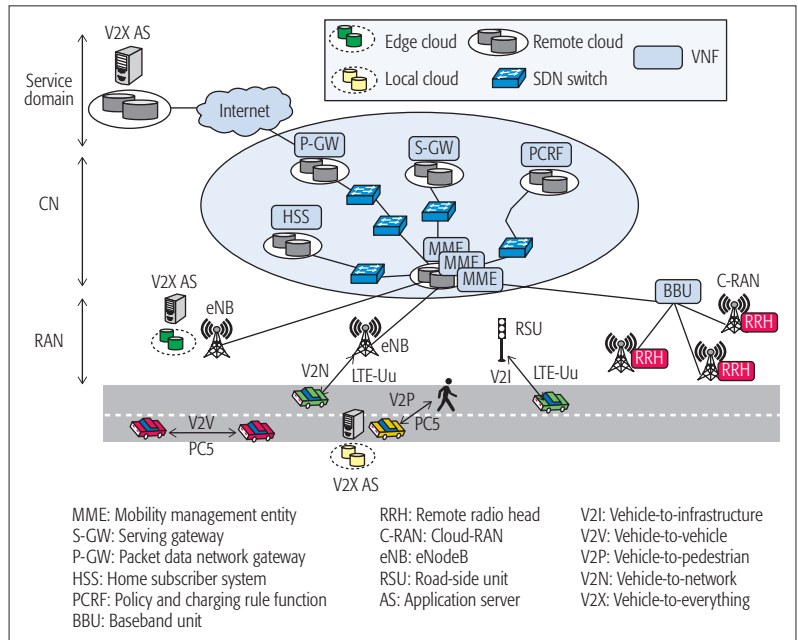 V2X AS
Edge cloud
Remote cloud
VNF
Local cloud
SDN switch
Service
domain
Internet
P-GW
S-GW
PCRF
CN
HSS
MME
MME
MME
V2X AS
eNB
BBU
C-RAN
RRH
RAN
eNB
RSU
RRH
RRH
V2N
LTE-Uu
V2I
LTE-Uu
V2P
V2V
PC5
PC5
V2X AS
MME: Mobility management entity
S-GW: Serving gateway
P-GW: Packet data network gateway
HSS: Home subscriber system
PCRF: Policy and charging rule function
BBU: Baseband unit
RRH: Remote radio head
C-RAN: Cloud-RAN
eNB: eNodeB
RSU: Road-side unit
AS: Application server
V2I: Vehicle-to-infrastructure
V2V: Vehicle-to-vehicle
V2P: Vehicle-to-pedestrian
V2N: Vehicle-to-network
V2X: Vehicle-to-everything